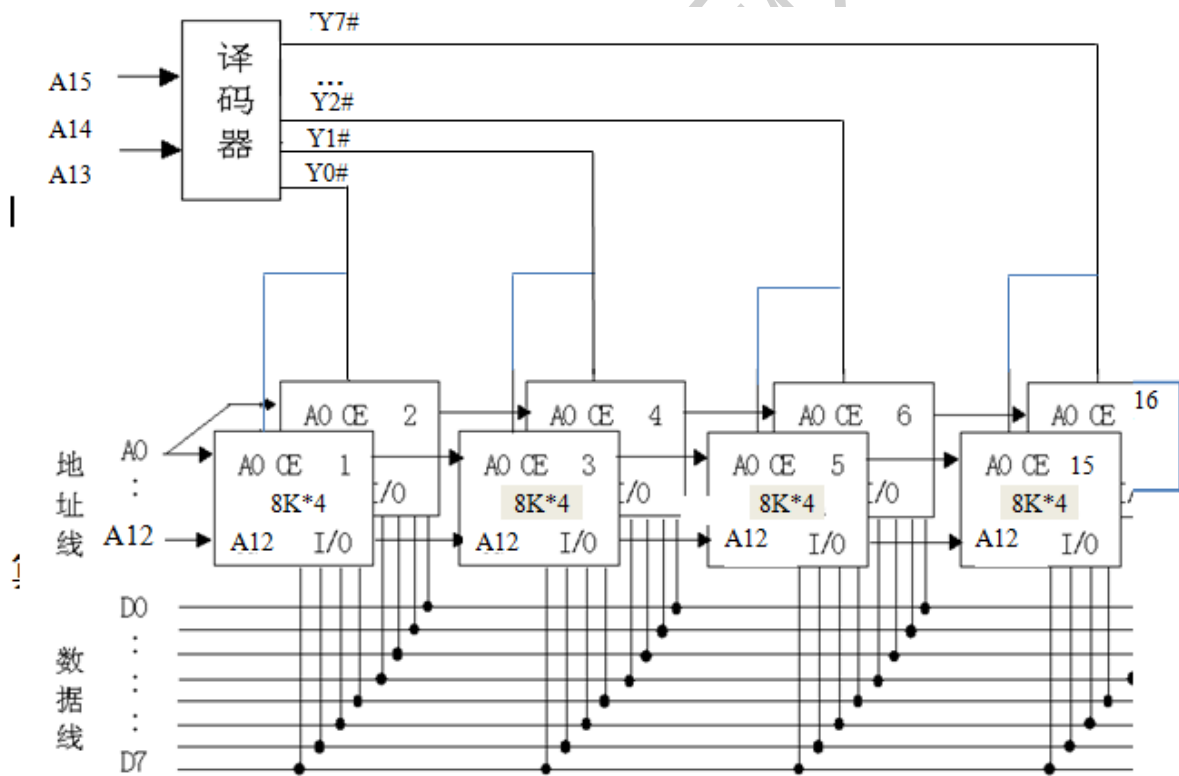 Y7#
译码器
A15
...
Y2#
A14
Y1#
A13
Y0#
A0 CE 2
A0 CE 4
A0 CE 6
A0 CE 16
A0
地址线
A0 CE 1
A0 CE 3
A0 CE 5
A0 CE 15
I/O
I/O
I/O
8K*4
8K*4
8K*4
8K*4
A12
A12 I/O
A12 I/O
A12 I/O
A12 I/O
D0
数据线
D7